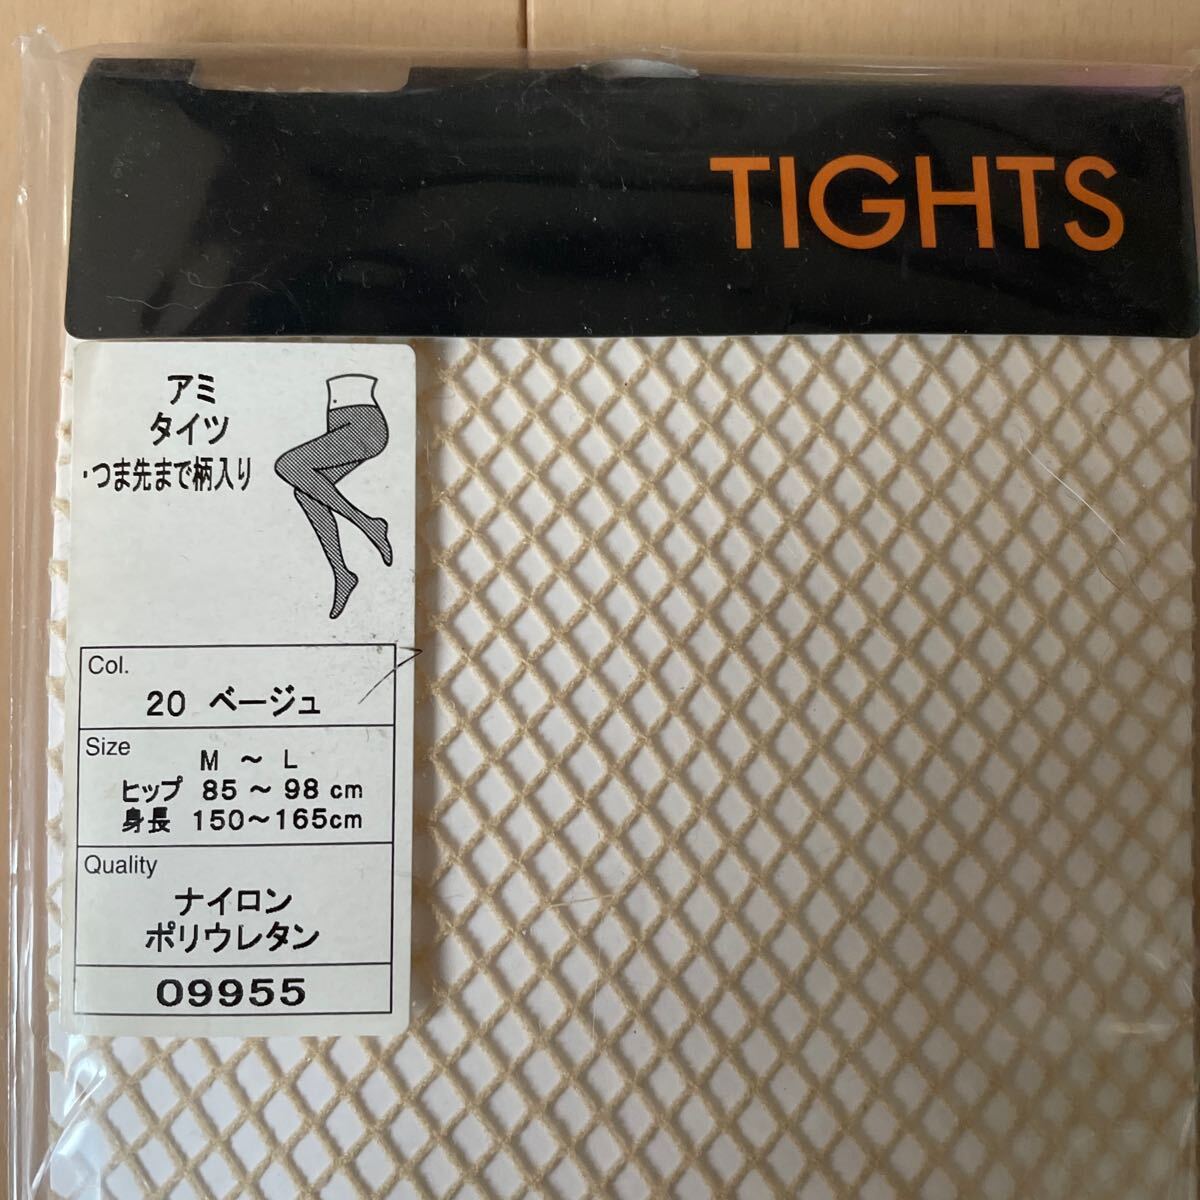 TIGHTS
アミ
タイツ
・つま先まで柄入り
Col.
20 ベージュ
Size
M ~ L
ヒップ 85~98cm
身長 150~165cm
Quality
ナイロン
ポリウレタン
09955